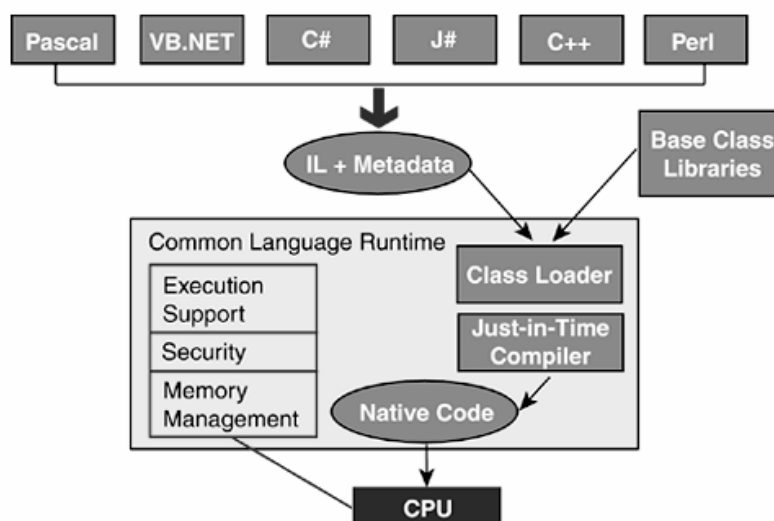 Pascal
VB.NET
C#
J#
C++
Perl
IL + Metadata
Base Class
Libraries
Common Language Runtime
Execution
Support
Security
Memory
Management
Class Loader
Just-in-Time
Compiler
Native Code
CPU